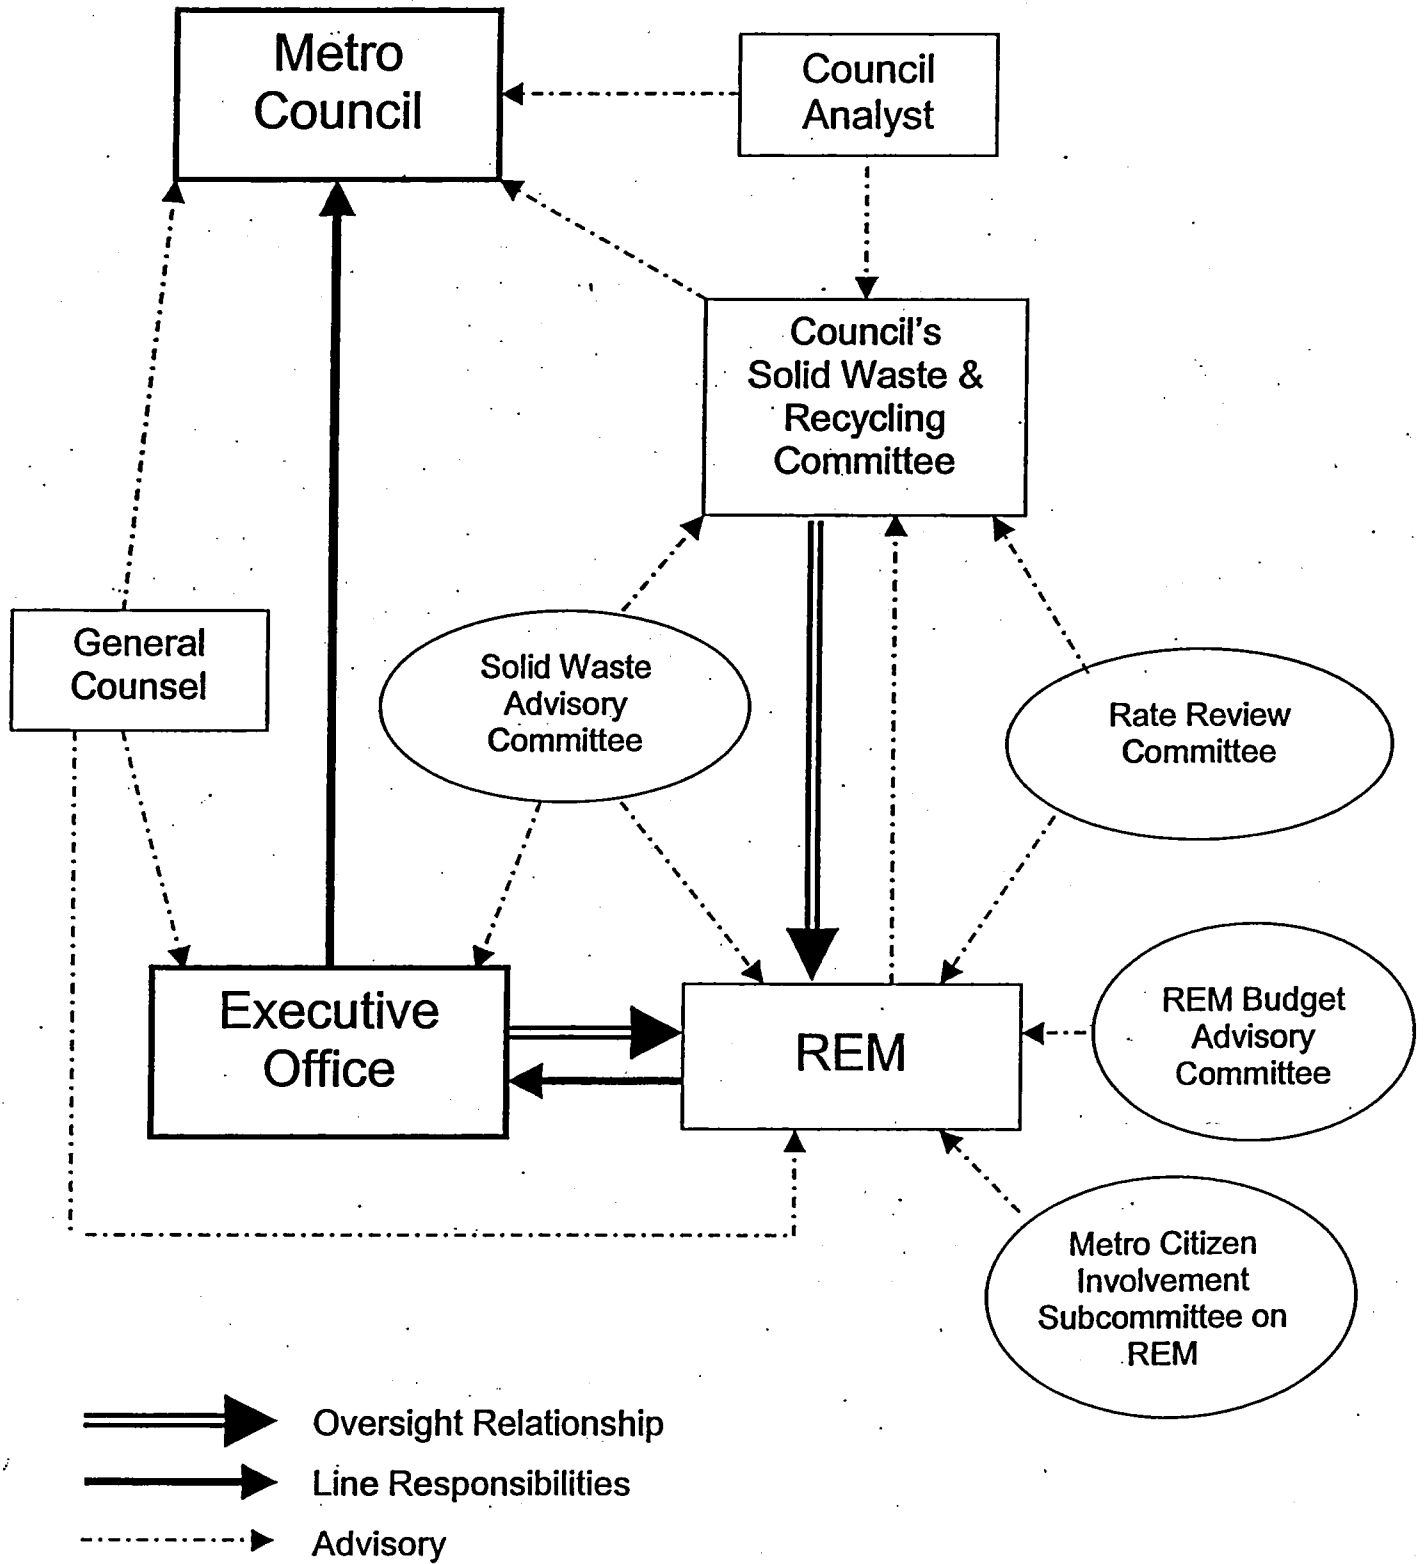 Metro
Council
Council
Analyst
Council's
Solid Waste &
Recycling
Committee
General
Counsel
Solid Waste
Advisory
Committee
Rate Review
Committee
Executive
Office
REM
REM Budget
Advisory
Committee
Metro Citizen
Involvement
Subcommittee on
REM
Oversight Relationship
Line Responsibilities
Advisory